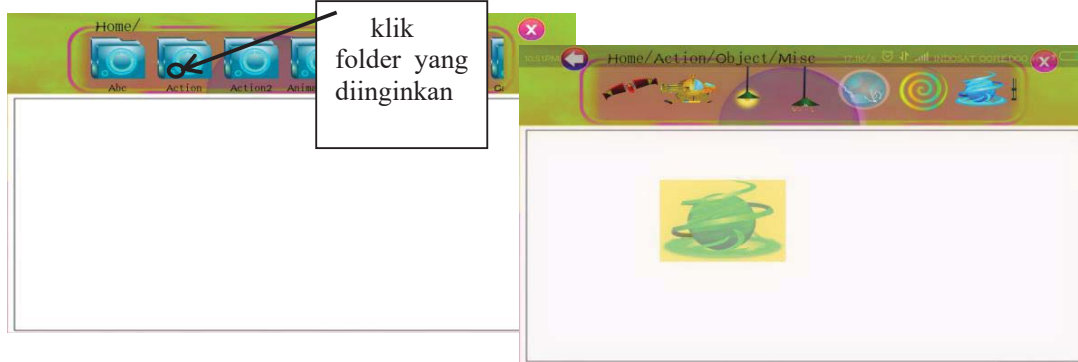 Home/
klik
folder yang
diinginkan
Abc Action Action2
Home/Action/Object/Misc